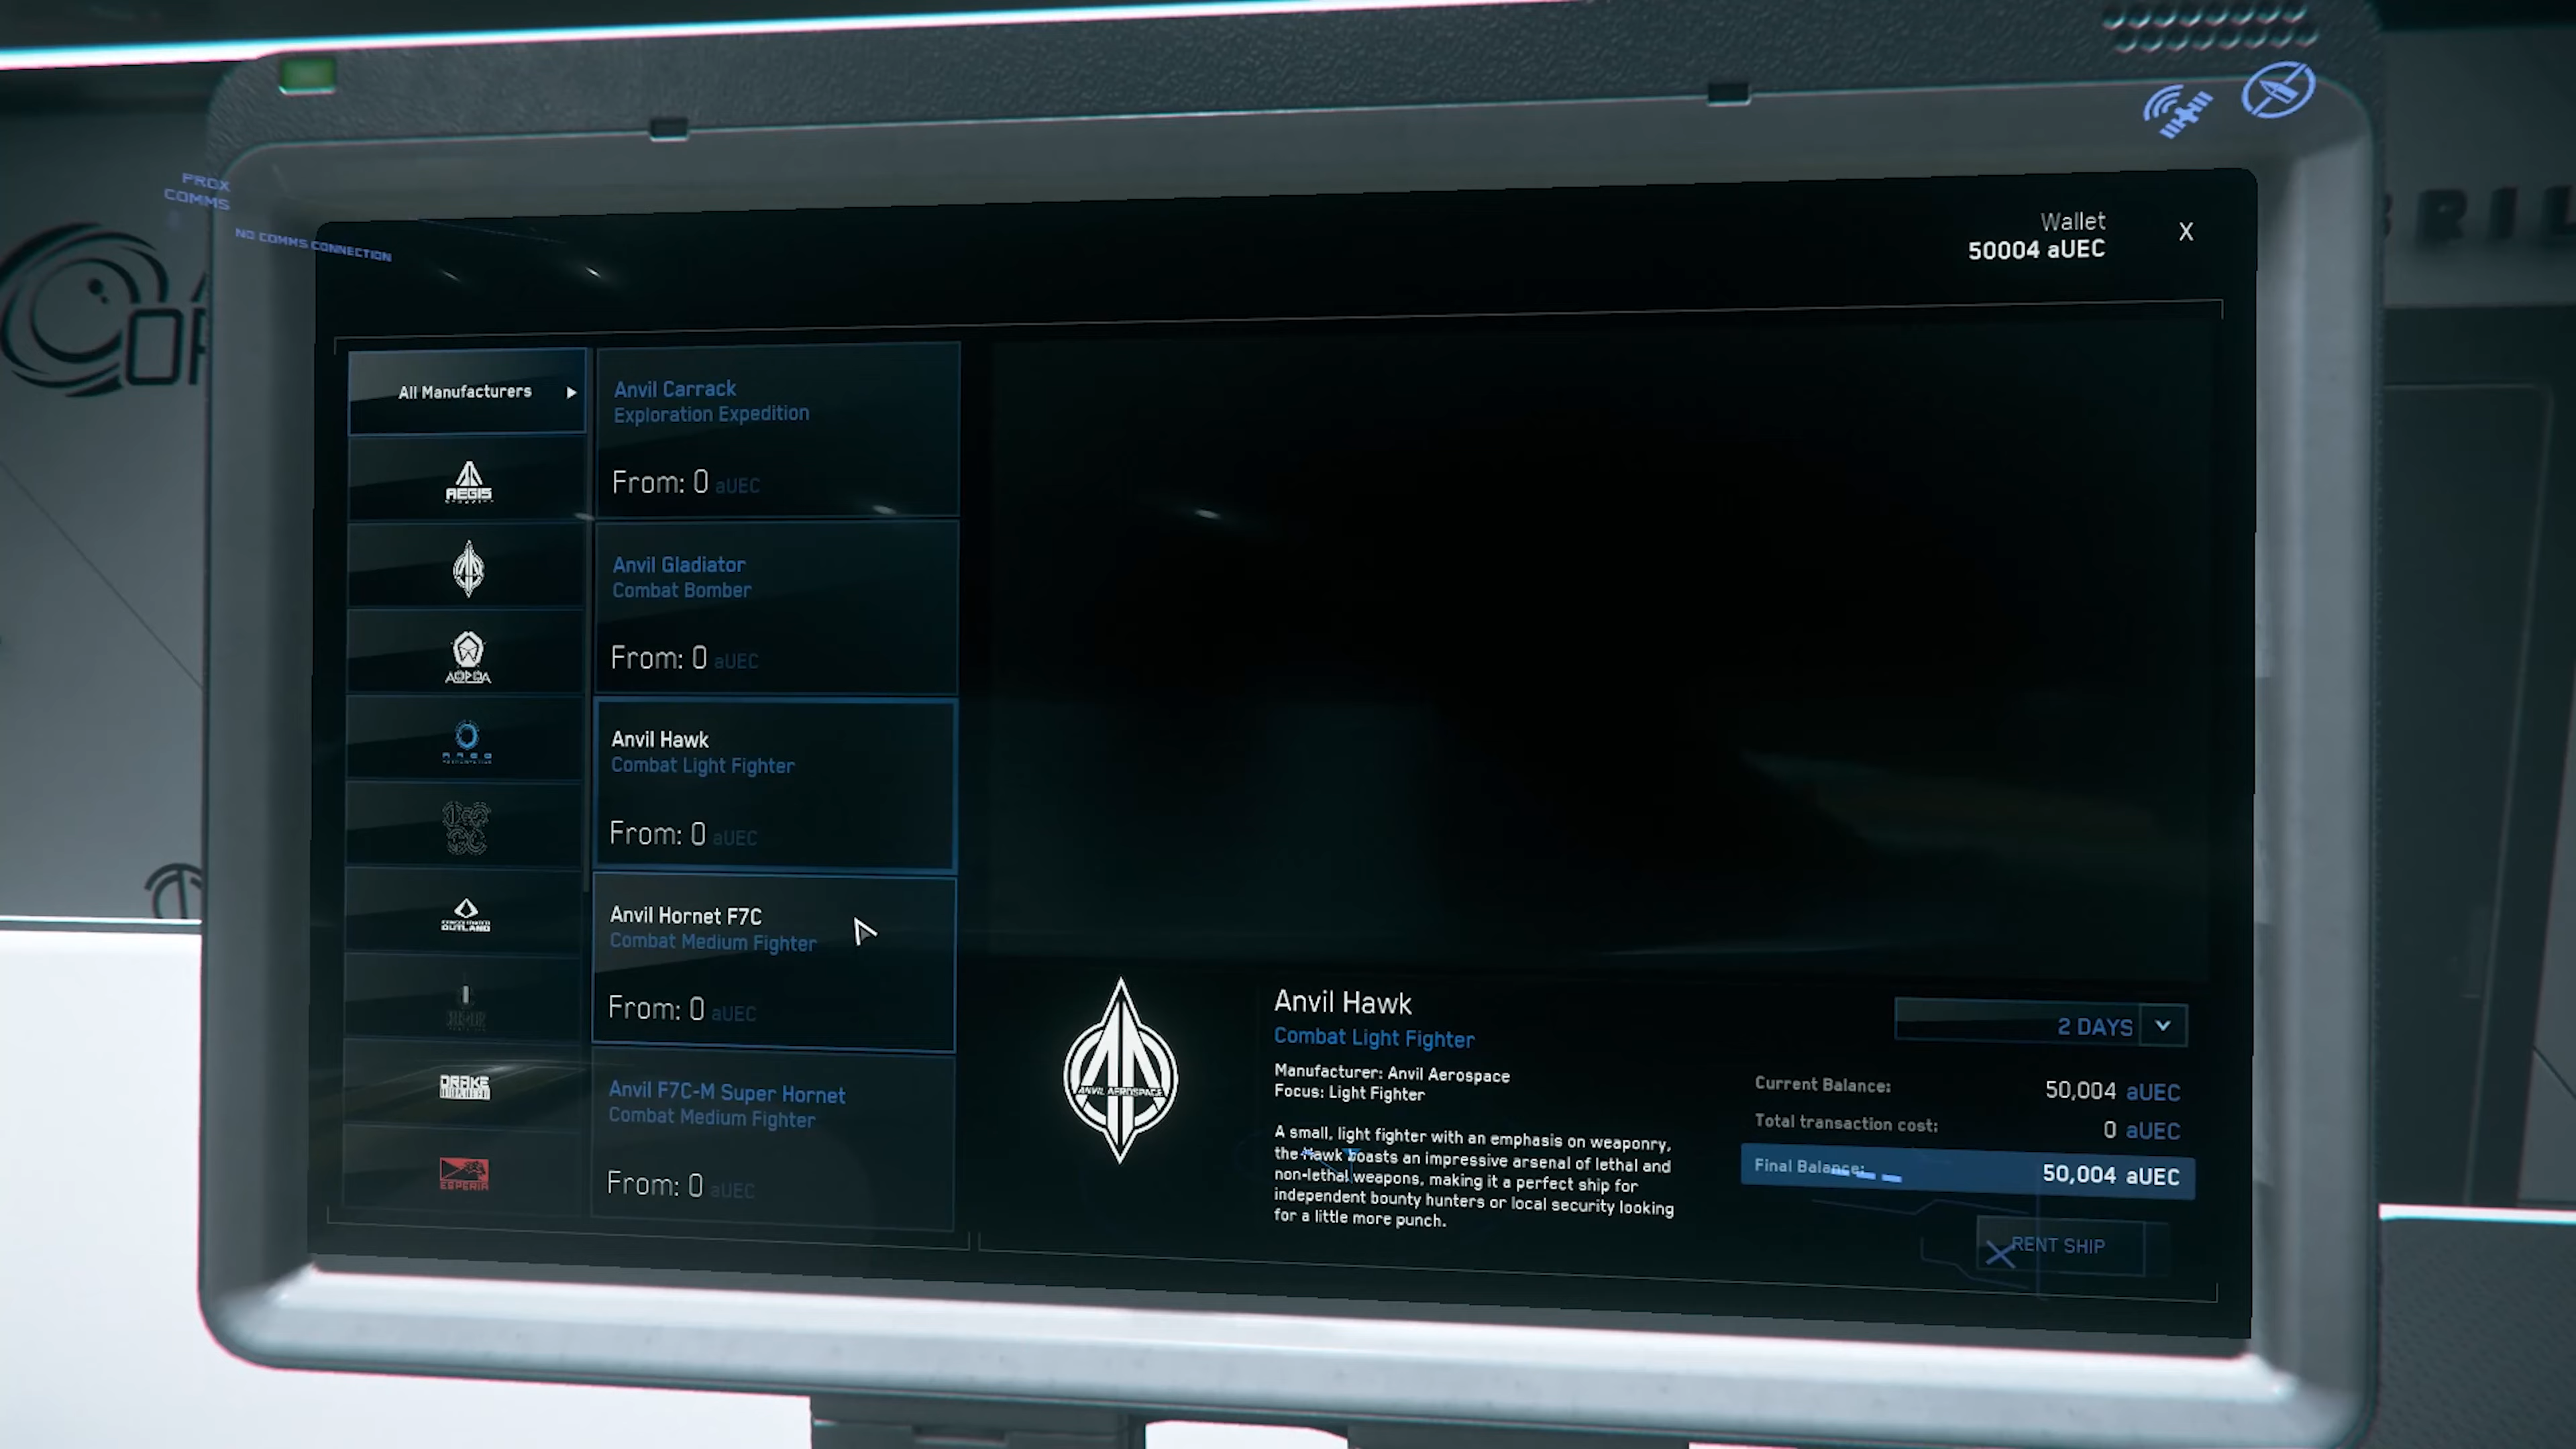 PROX
COMMS
NO COMMS CONNECTION
Wallet
50004 aUEC
X
All Manufacturers
AEGIS
AOPOA
ARGO
CONSOLIDATED
OUTLAND
DRAKE
ESPERIA
Anvil Carrack
Exploration Expedition
From: 0 aUEC
Anvil Gladiator
Combat Bomber
From: 0 aUEC
Anvil Hawk
Combat Light Fighter
From: 0 aUEC
Anvil Hornet F7C
Combat Medium Fighter
From: 0 aUEC
Anvil F7C-M Super Hornet
Combat Medium Fighter
From: 0 aUEC
ANVIL AEROSPACE
Anvil Hawk
Combat Light Fighter
Manufacturer: Anvil Aerospace
Focus: Light Fighter
A small, light fighter with an emphasis on weaponry,
the Hawk boasts an impressive arsenal of lethal and
non-lethal weapons, making it a perfect ship for
independent bounty hunters or local security looking
for a little more punch.
2 DAYS
Current Balance: 50,004 aUEC
Total transaction cost: 0 aUEC
Final Balance: 50,004 aUEC
RENT SHIP